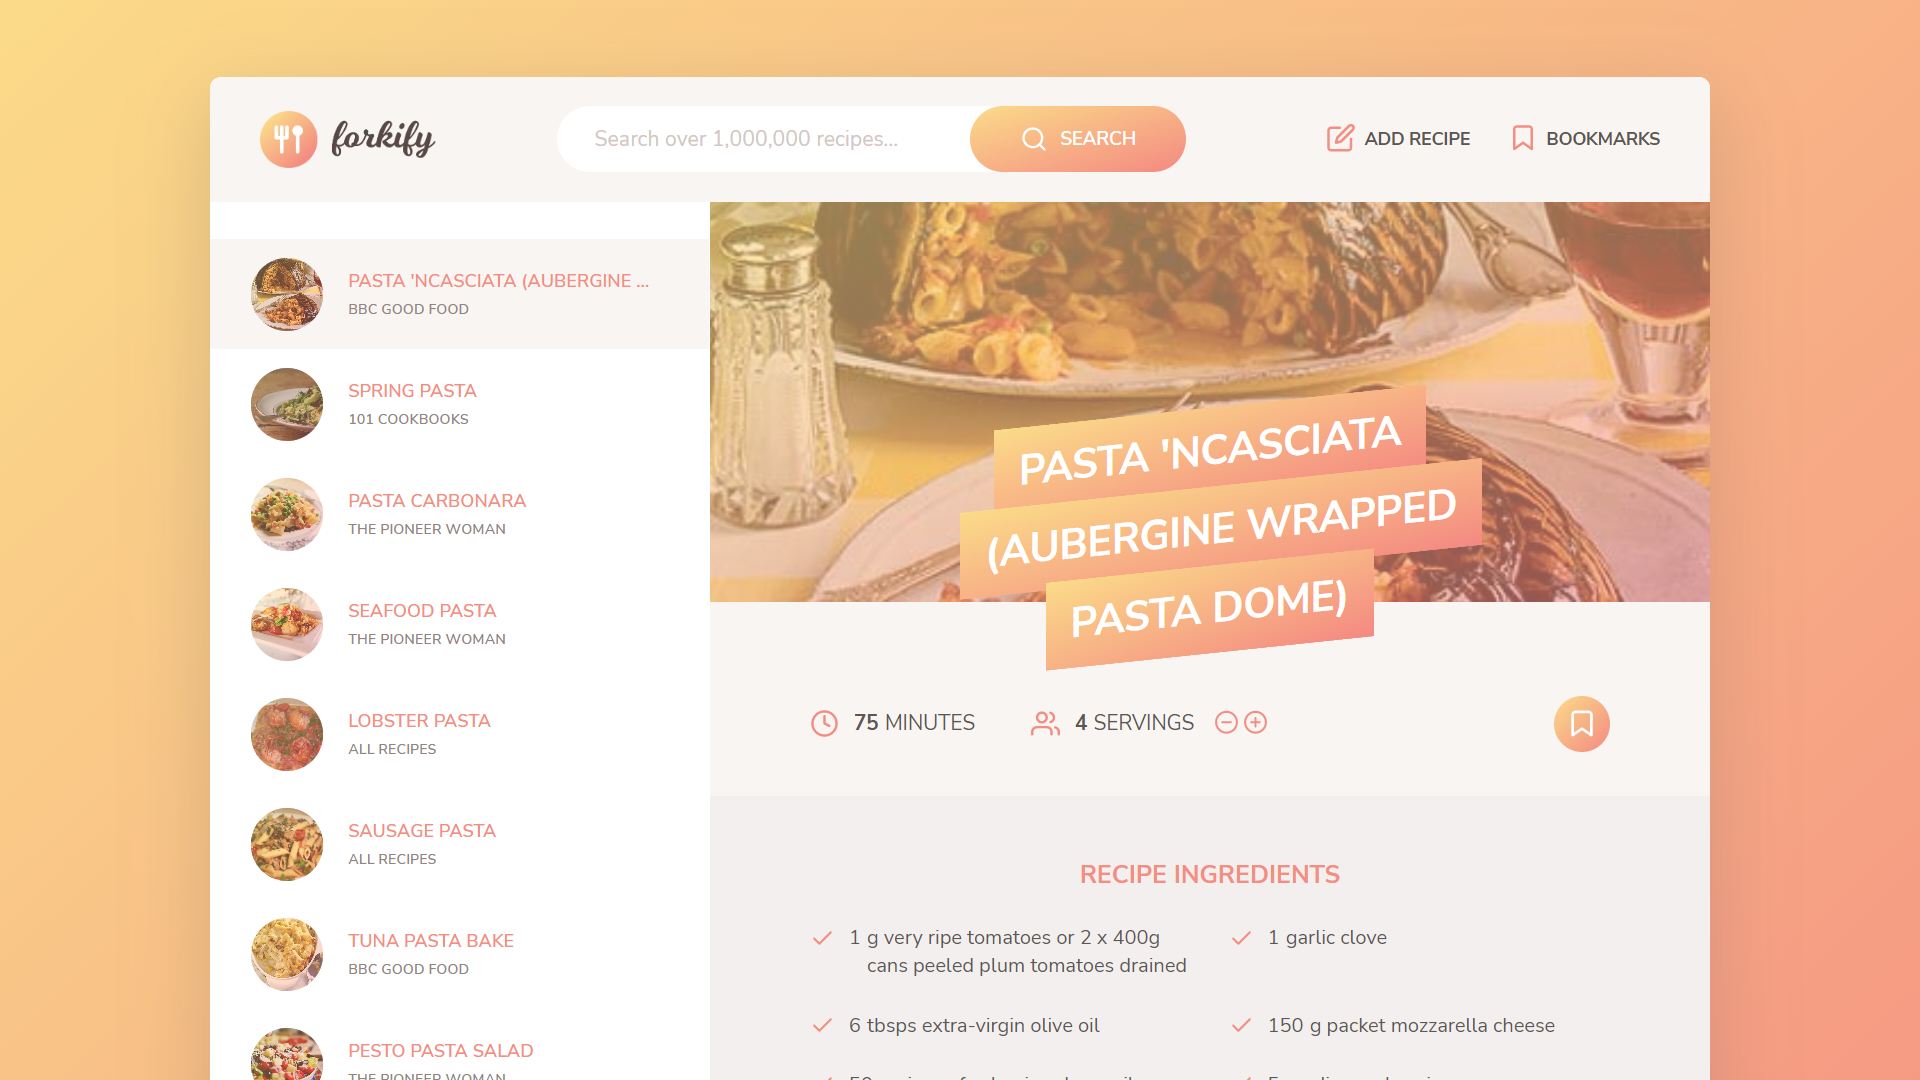 forkify
Search over 1,000,000 recipes...
SEARCH
ADD RECIPE
BOOKMARKS
PASTA 'NCASCIATA (AUBERGINE ...
BBC GOOD FOOD
SPRING PASTA
101 COOKBOOKS
PASTA CARBONARA
THE PIONEER WOMAN
SEAFOOD PASTA
THE PIONEER WOMAN
LOBSTER PASTA
ALL RECIPES
SAUSAGE PASTA
ALL RECIPES
TUNA PASTA BAKE
BBC GOOD FOOD
PESTO PASTA SALAD
THE PIONEER WOMAN
PASTA 'NCASCIATA
(AUBERGINE WRAPPED
PASTA DOME)
75 MINUTES
4 SERVINGS
RECIPE INGREDIENTS
1 g very ripe tomatoes or 2 x 400g
cans peeled plum tomatoes drained
1 garlic clove
6 tbsps extra-virgin olive oil
150 g packet mozzarella cheese